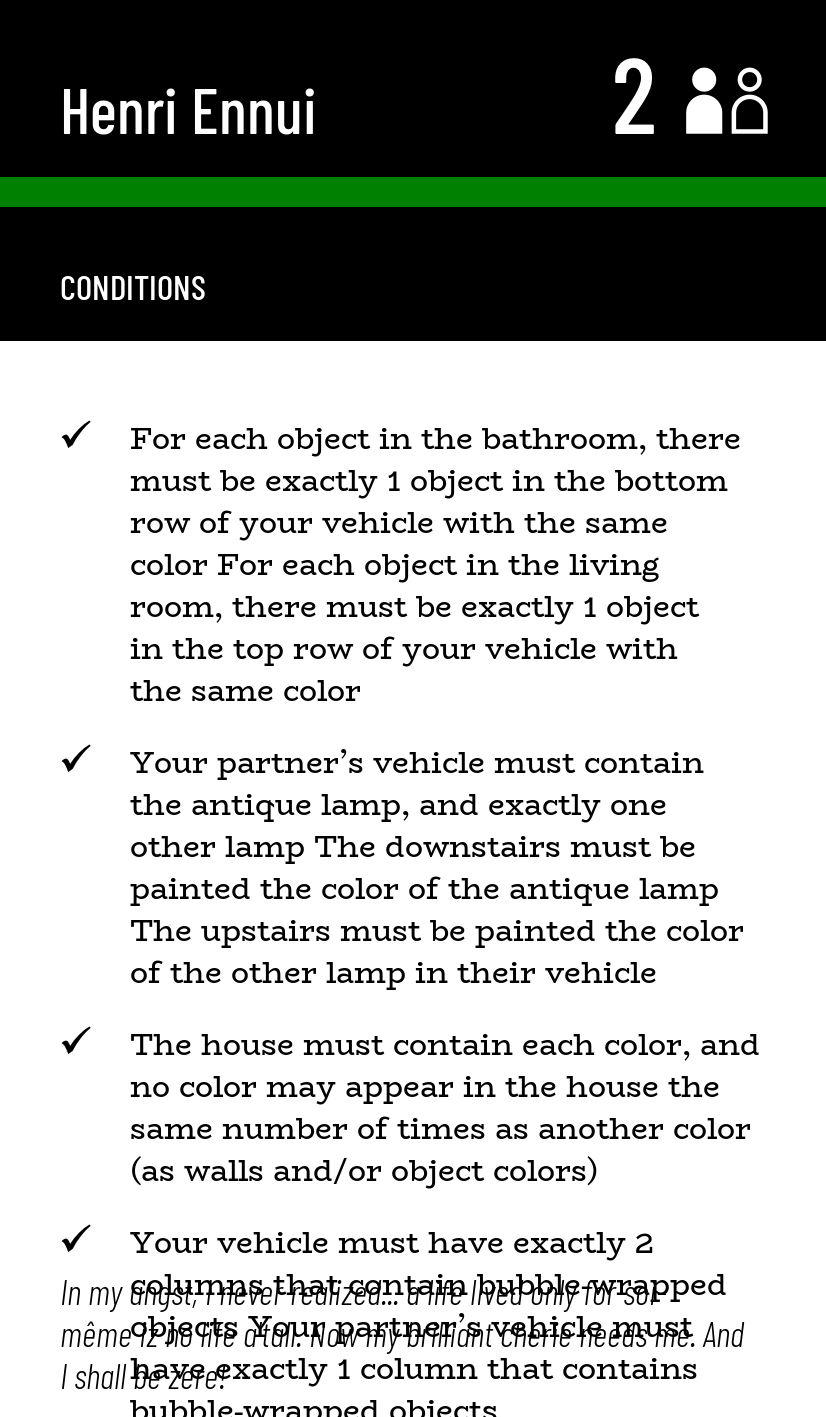 Henri Ennui
2
CONDITIONS
For each object in the bathroom, there
must be exactly 1 object in the bottom
row of your vehicle with the same
color For each object in the living
room, there must be exactly 1 object
in the top row of your vehicle with
the same color
Your partner’s vehicle must contain
the antique lamp, and exactly one
other lamp The downstairs must be
painted the color of the antique lamp
The upstairs must be painted the color
of the other lamp in their vehicle
The house must contain each color, and
no color may appear in the house the
same number of times as another color
(as walls and/or object colors)
Your vehicle must have exactly 2
columns that contain bubble-wrapped
objects Your partner’s vehicle must
have exactly 1 column that contains
bubble-wrapped objects
In my angst, I never realized... a life lived only for soi-
même iz no life atall. Now my brilliant cherie needs me. And
I shall be zere!